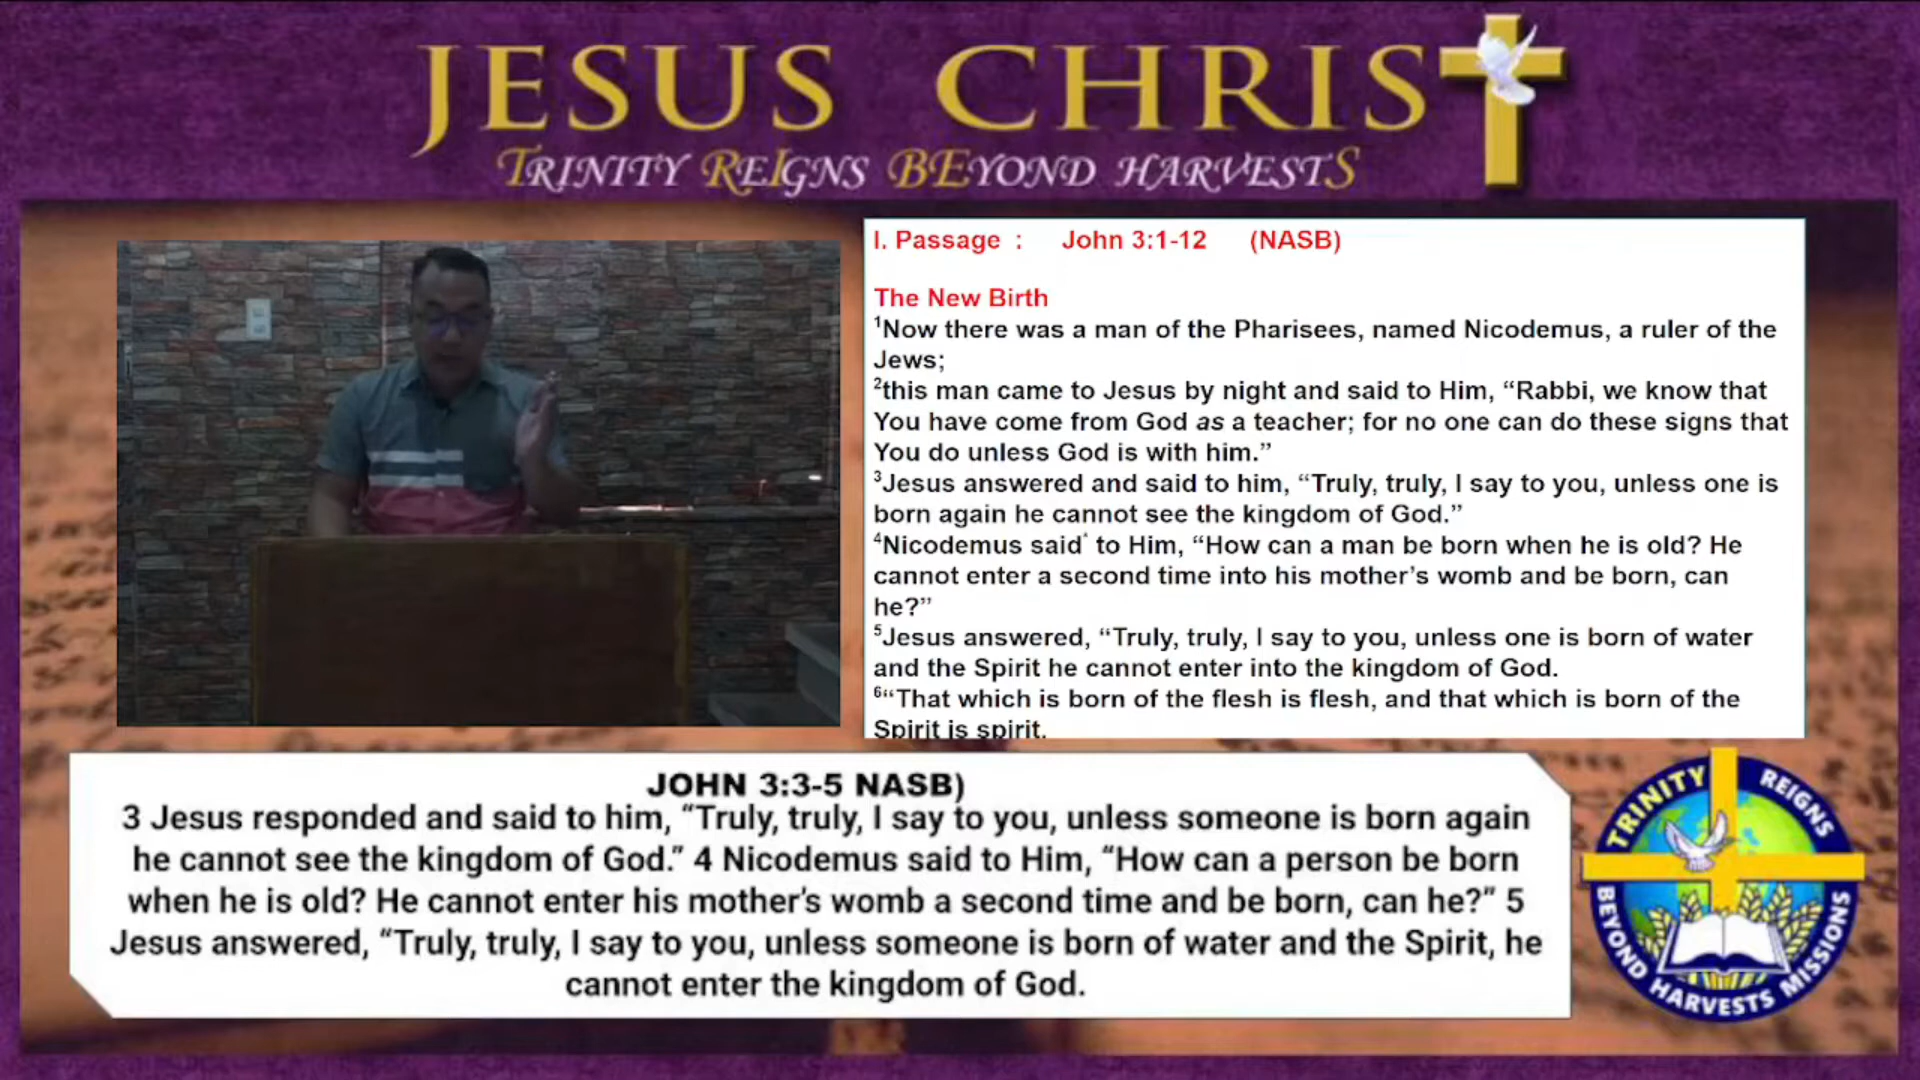 JESUS CHRIST
TRINITY REIGNS BEYOND HARVESTS
I. Passage : John 3:1-12 (NASB)
The New Birth
1Now there was a man of the Pharisees, named Nicodemus, a ruler of the
Jews;
2this man came to Jesus by night and said to Him, “Rabbi, we know that
You have come from God as a teacher; for no one can do these signs that
You do unless God is with him.”
3Jesus answered and said to him, “Truly, truly, I say to you, unless one is
born again he cannot see the kingdom of God.”
4Nicodemus said* to Him, “How can a man be born when he is old? He
cannot enter a second time into his mother’s womb and be born, can
he?”
5Jesus answered, “Truly, truly, I say to you, unless one is born of water
and the Spirit he cannot enter into the kingdom of God.
6“That which is born of the flesh is flesh, and that which is born of the
Spirit is spirit.
JOHN 3:3-5 NASB)
3 Jesus responded and said to him, “Truly, truly, I say to you, unless someone is born again
he cannot see the kingdom of God.” 4 Nicodemus said to Him, “How can a person be born
when he is old? He cannot enter his mother’s womb a second time and be born, can he?” 5
Jesus answered, “Truly, truly, I say to you, unless someone is born of water and the Spirit, he
cannot enter the kingdom of God.
TRINITY REIGNS
BEYOND HARVESTS MISSIONS